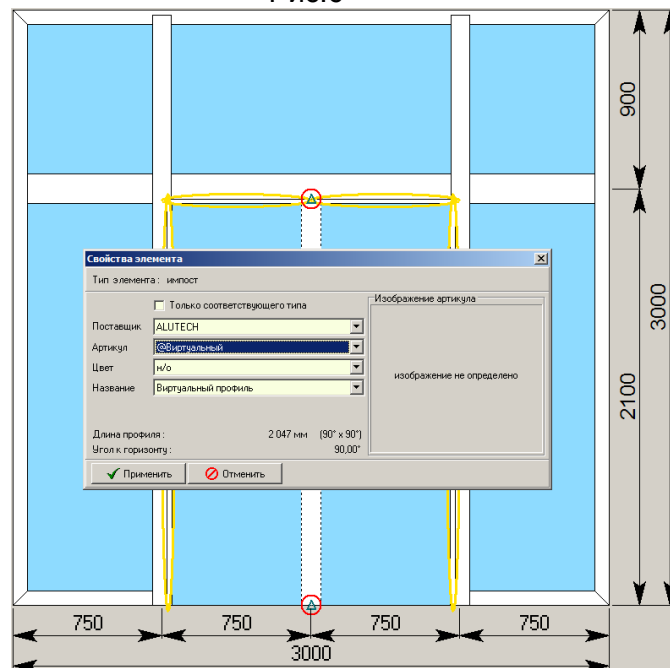 900
3000
2100
Свойства элемента
Тип элемента: импост
Только соответствующего типа
Поставщик ALUTECH
Артикул @Виртуальный
Цвет н/о
Название Виртуальный профиль
Изображение артикула
изображение не определено
Длина профиля: 2 047 мм (90° x 90°)
Угол к горизонту: 90,00°
Применить Отменить
750 750 750 750
3000